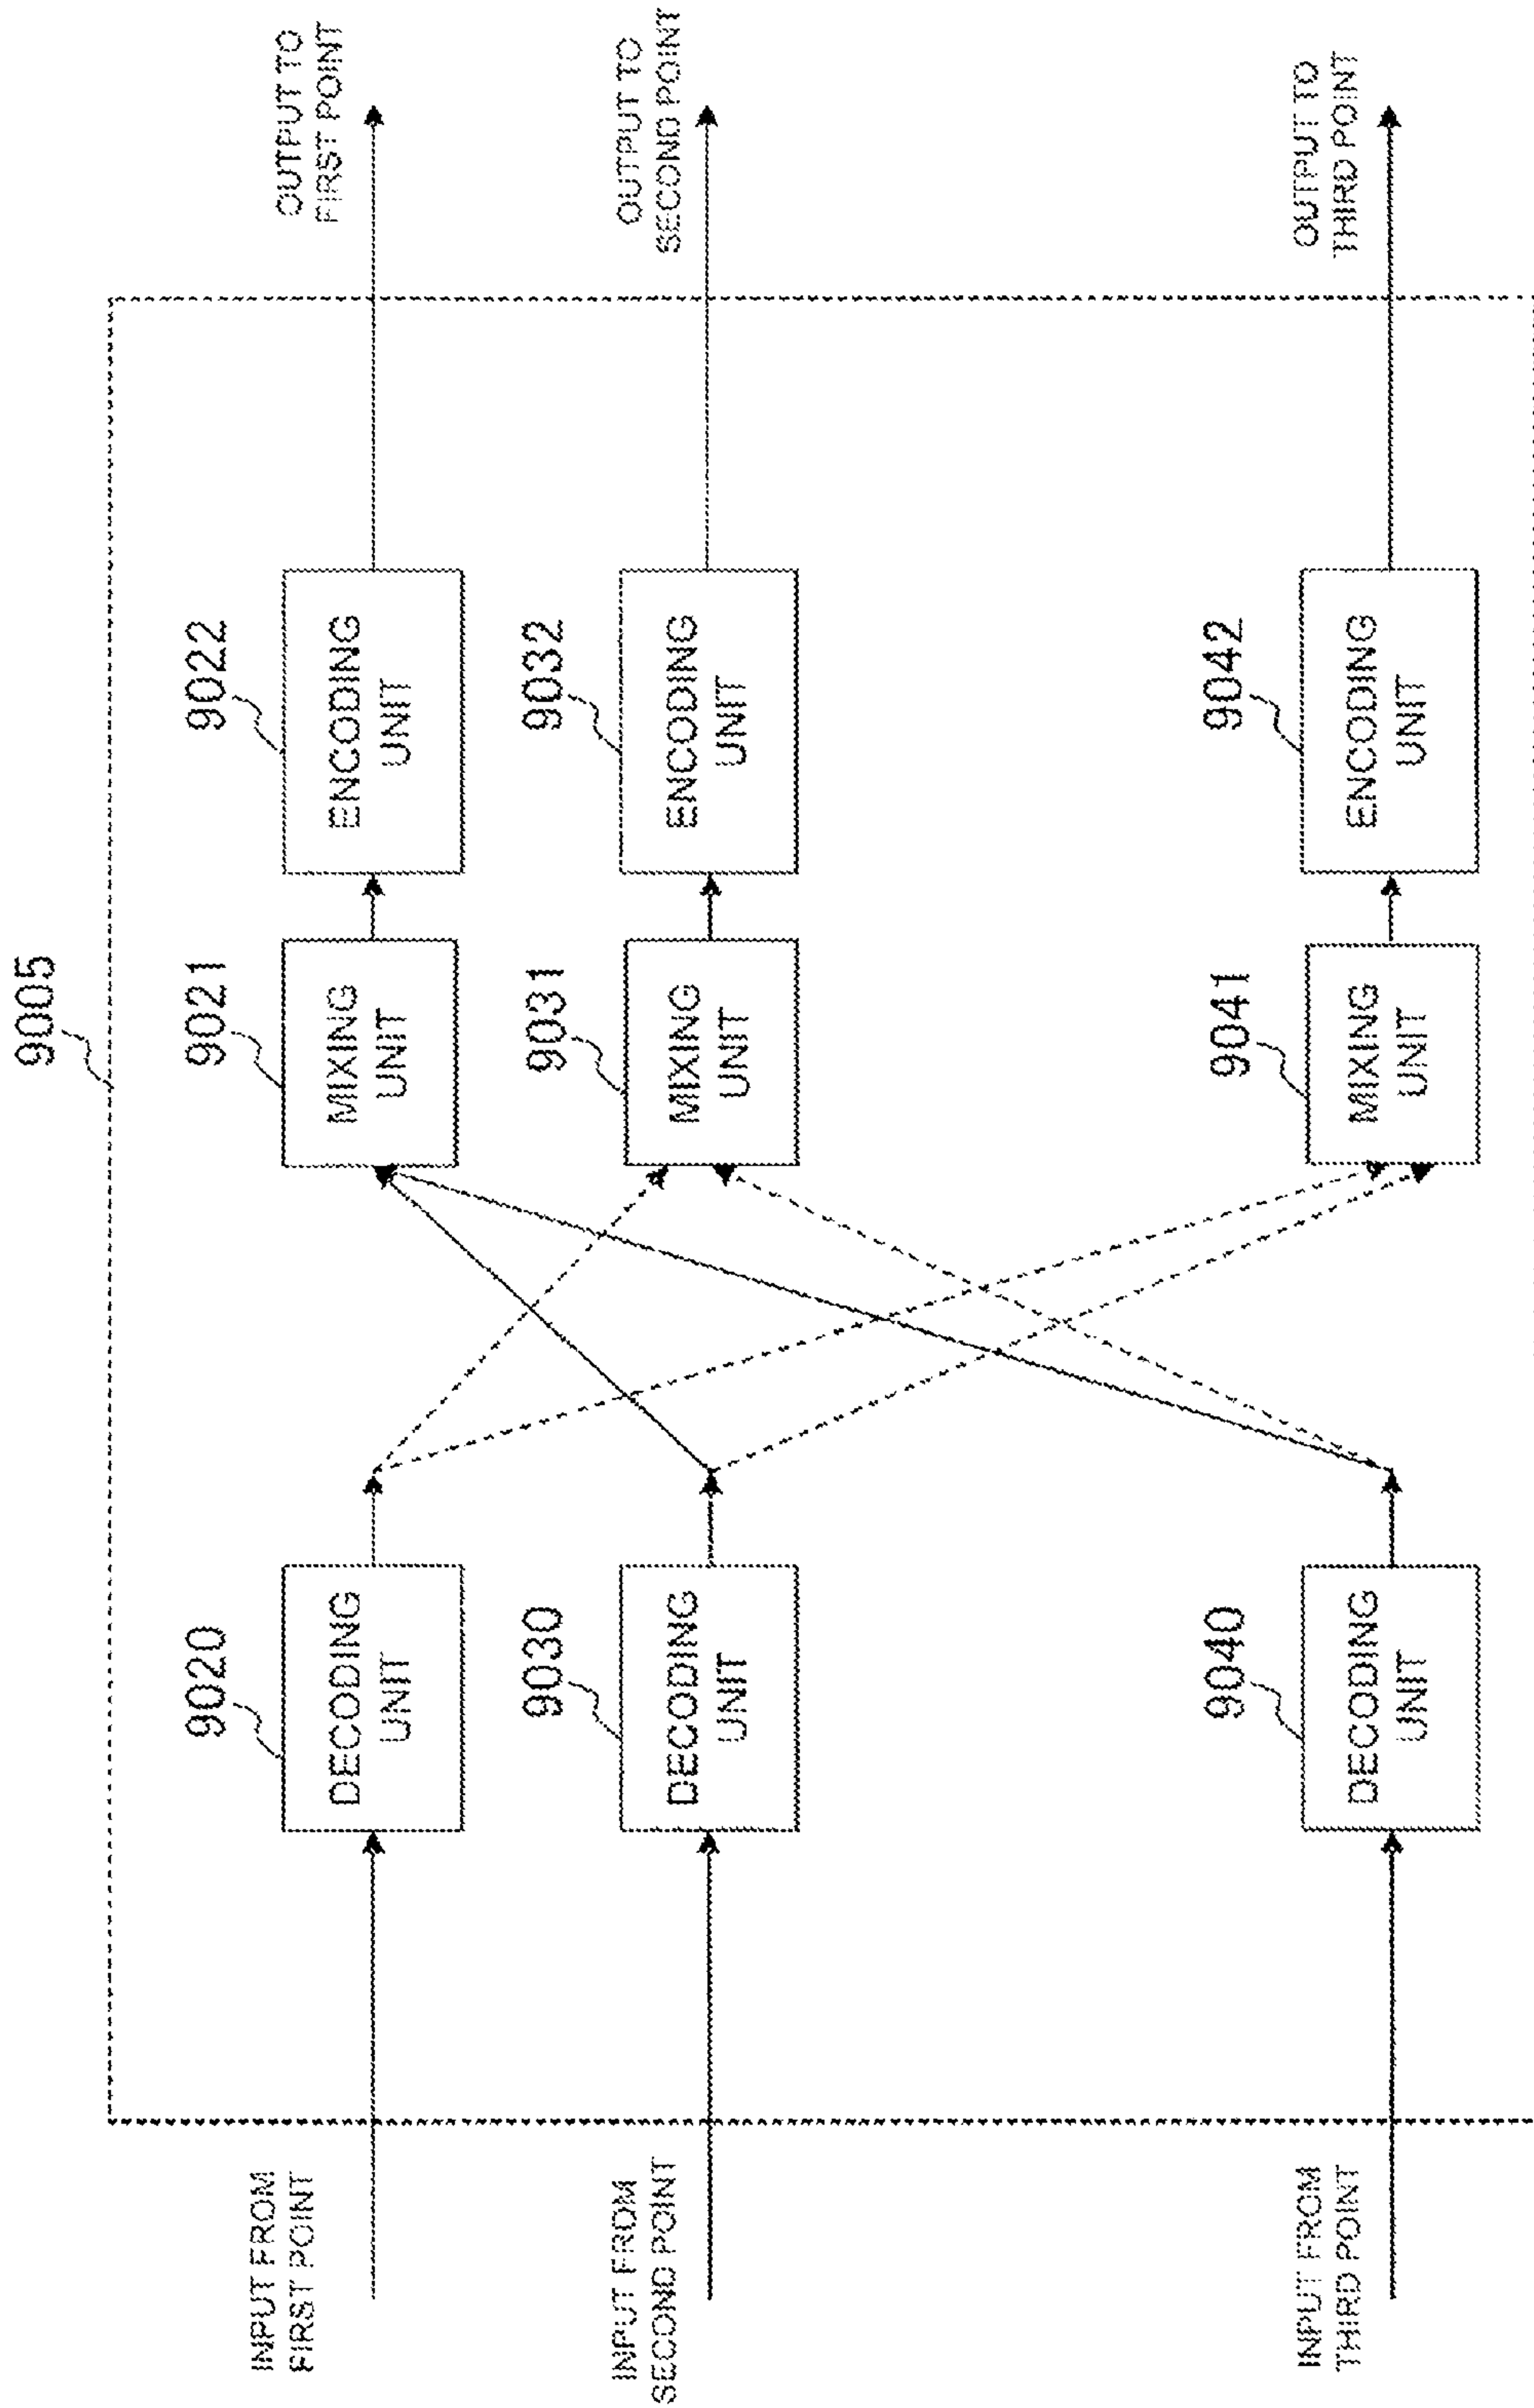 9005
INPUT FROM
FIRST POINT
9020
DECODING
UNIT
9021
MIXING
UNIT
9022
ENCODING
UNIT
OUTPUT TO
FIRST POINT
INPUT FROM
SECOND POINT
9030
DECODING
UNIT
9031
MIXING
UNIT
9032
ENCODING
UNIT
OUTPUT TO
SECOND POINT
INPUT FROM
THIRD POINT
9040
DECODING
UNIT
9041
MIXING
UNIT
9042
ENCODING
UNIT
OUTPUT TO
THIRD POINT